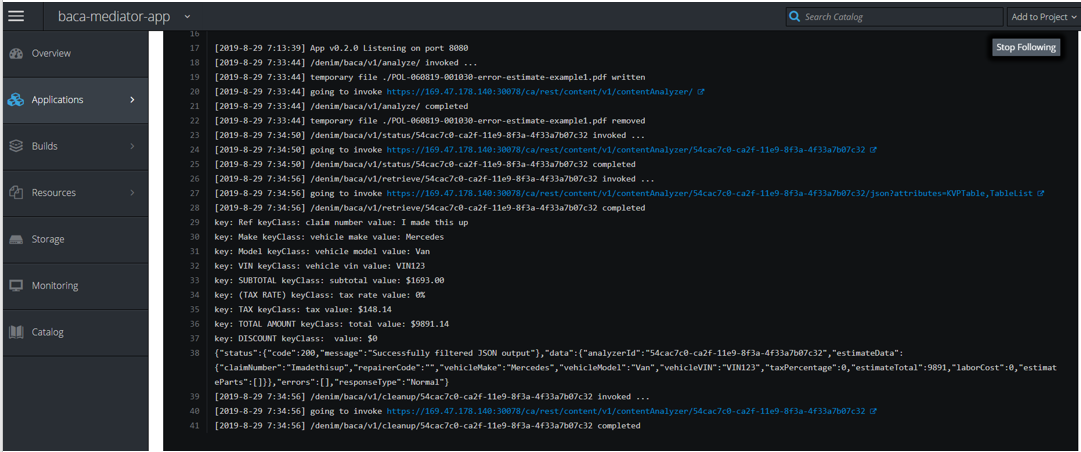 baca-mediator-app
Search Catalog
Add to Project
Overview
Applications
Builds
Resources
Storage
Monitoring
Catalog
Stop Following
16
17 [2019-8-29 7:13:39] App v0.2.0 Listening on port 8080
18 [2019-8-29 7:33:44] /denim/baca/v1/analyze/ invoked ...
19 [2019-8-29 7:33:44] temporary file ./POL-060819-001030-error-estimate-example1.pdf written
20 [2019-8-29 7:33:44] going to invoke https://169.47.178.140:30078/ca/rest/content/v1/contentAnalyzer/
21 [2019-8-29 7:33:44] /denim/baca/v1/analyze/ completed
22 [2019-8-29 7:33:44] temporary file ./POL-060819-001030-error-estimate-example1.pdf removed
23 [2019-8-29 7:34:50] /denim/baca/v1/status/54cac7c0-ca2f-11e9-8f3a-4f33a7b07c32 invoked ...
24 [2019-8-29 7:34:50] going to invoke https://169.47.178.140:30078/ca/rest/content/v1/contentAnalyzer/54cac7c0-ca2f-11e9-8f3a-4f33a7b07c32
25 [2019-8-29 7:34:50] /denim/baca/v1/status/54cac7c0-ca2f-11e9-8f3a-4f33a7b07c32 completed
26 [2019-8-29 7:34:56] /denim/baca/v1/retrieve/54cac7c0-ca2f-11e9-8f3a-4f33a7b07c32 invoked ...
27 [2019-8-29 7:34:56] going to invoke https://169.47.178.140:30078/ca/rest/content/v1/contentAnalyzer/54cac7c0-ca2f-11e9-8f3a-4f33a7b07c32/json?attributes=KVPTable,TableList
28 [2019-8-29 7:34:56] /denim/baca/v1/retrieve/54cac7c0-ca2f-11e9-8f3a-4f33a7b07c32 completed
29 key: Ref keyClass: claim number value: I made this up
30 key: Make keyClass: vehicle make value: Mercedes
31 key: Model keyClass: vehicle model value: Van
32 key: VIN keyClass: vehicle vin value: VIN123
33 key: SUBTOTAL keyClass: subtotal value: $1693.00
34 key: (TAX RATE) keyClass: tax rate value: 0%
35 key: TAX keyClass: tax value: $148.14
36 key: TOTAL AMOUNT keyClass: total value: $9891.14
37 key: DISCOUNT keyClass:  value: $0
38 {"status":{"code":200,"message":"Successfully filtered JSON output"},"data":{"analyzerId":"54cac7c0-ca2f-11e9-8f3a-4f33a7b07c32","estimateData":
{"claimNumber":"Imadethisup","repairerCode":"","vehicleMake":"Mercedes","vehicleModel":"Van","vehicleVIN":"VIN123","taxPercentage":0,"estimateTotal":9891,"laborCost":0,"estimat
eParts":[]}},"errors":[],"responseType":"Normal"}
39 [2019-8-29 7:34:56] /denim/baca/v1/cleanup/54cac7c0-ca2f-11e9-8f3a-4f33a7b07c32 invoked ...
40 [2019-8-29 7:34:56] going to invoke https://169.47.178.140:30078/ca/rest/content/v1/contentAnalyzer/54cac7c0-ca2f-11e9-8f3a-4f33a7b07c32
41 [2019-8-29 7:34:56] /denim/baca/v1/cleanup/54cac7c0-ca2f-11e9-8f3a-4f33a7b07c32 completed